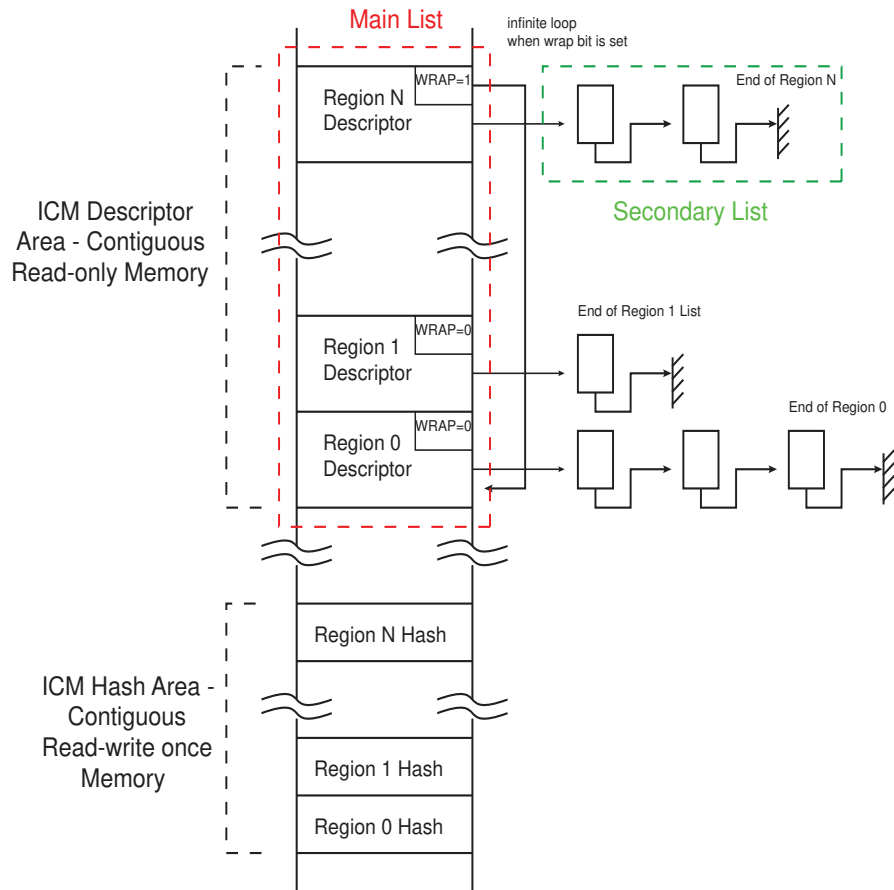 Main List
infinite loop
when wrap bit is set
WRAP=1
Region N
Descriptor
End of Region N
Secondary List
ICM Descriptor
Area - Contiguous
Read-only Memory
WRAP=0
Region 1
Descriptor
End of Region 1 List
WRAP=0
Region 0
Descriptor
End of Region 0
Region N Hash
ICM Hash Area -
Contiguous
Read-write once
Memory
Region 1 Hash
Region 0 Hash